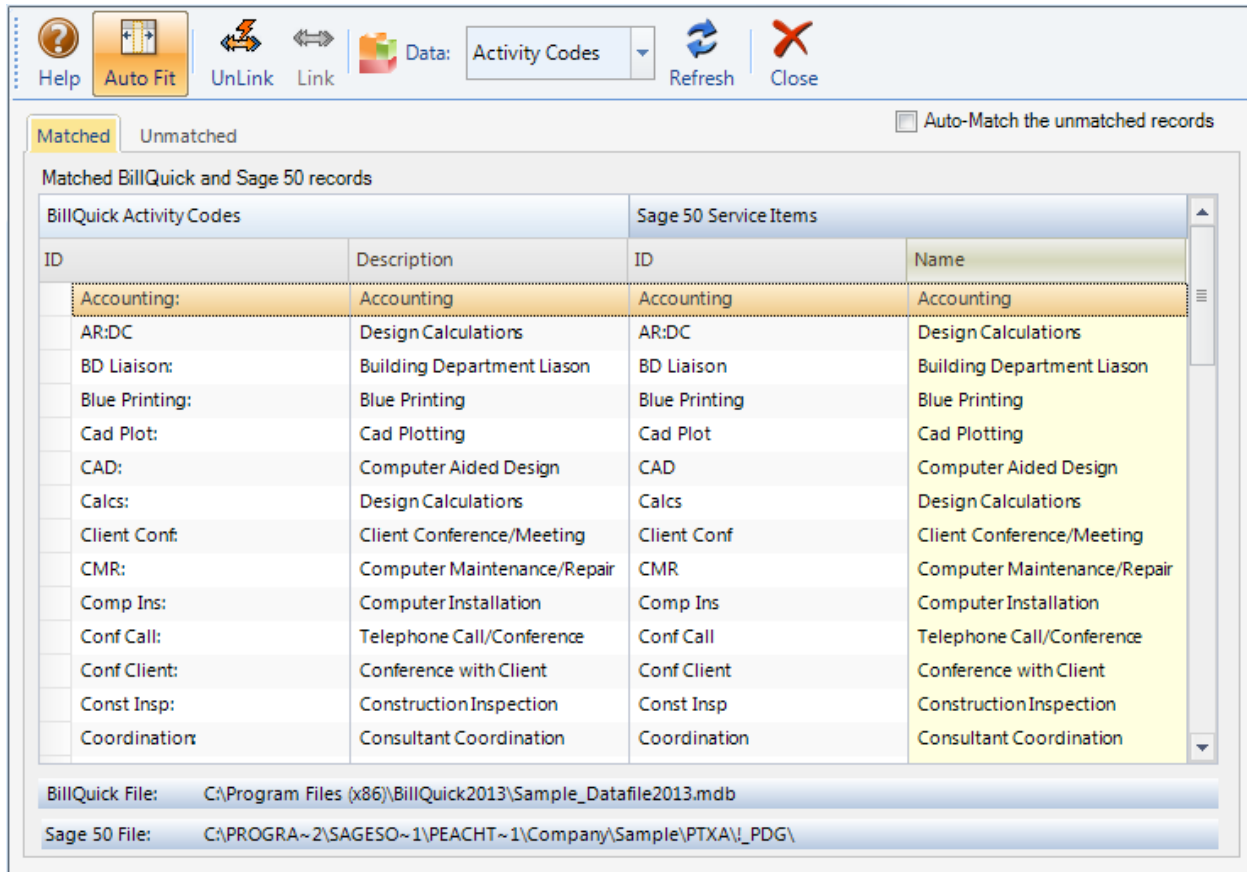 Help Auto Fit UnLink Link Data: Activity Codes Refresh Close
Matched Unmatched Auto-Match the unmatched records
Matched BillQuick and Sage 50 records
BillQuick Activity Codes Sage 50 Service Items
ID Description ID Name
Accounting: Accounting Accounting Accounting
AR:DC Design Calculations AR:DC Design Calculations
BD Liaison: Building Department Liason BD Liaison Building Department Liason
Blue Printing: Blue Printing Blue Printing Blue Printing
Cad Plot: Cad Plotting Cad Plot Cad Plotting
CAD: Computer Aided Design CAD Computer Aided Design
Calcs: Design Calculations Calcs Design Calculations
Client Conf: Client Conference/Meeting Client Conf Client Conference/Meeting
CMR: Computer Maintenance/Repair CMR Computer Maintenance/Repair
Comp Ins: Computer Installation Comp Ins Computer Installation
Conf Call: Telephone Call/Conference Conf Call Telephone Call/Conference
Conf Client: Conference with Client Conf Client Conference with Client
Const Insp: Construction Inspection Const Insp Construction Inspection
Coordination: Consultant Coordination Coordination Consultant Coordination
BillQuick File: C:\Program Files (x86)\BillQuick2013\Sample_Datafile2013.mdb
Sage 50 File: C:\PROGRA~2\SAGESO~1\PEACHT~1\Company\Sample\PTXA\!_PDG\